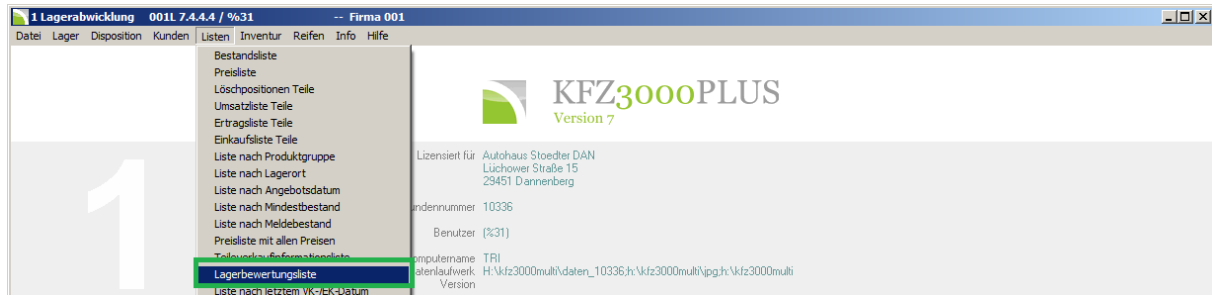 1 Lagerabwicklung 001L 7.4.4.4 / %31 -- Firma 001
Datei Lager Disposition Kunden Listen Inventur Reifen Info Hilfe
Bestandsliste
Preisliste
Löschpositionen Teile
Umsatzliste Teile
Ertragsliste Teile
Einkaufsliste Teile
Liste nach Produktgruppe
Liste nach Lagerort
Liste nach Angebotsdatum
Liste nach Mindestbestand
Liste nach Meldebestand
Preisliste mit allen Preisen
Teileverkaufinformationsliste
Lagerbewertungsliste
Liste nach letztem VK-/EK-Datum
KFZ3000PLUS
Version 7
1
Lizensiert für Autohaus Stoedter DAN
Lüchower Straße 15
29451 Dannenberg
undennummer 10336
Benutzer (%31)
omputername TRI
atenlaufwerk H:\kfz3000multi\daten_10336;h:\kfz3000multi\jpg;h:\kfz3000multi
Version